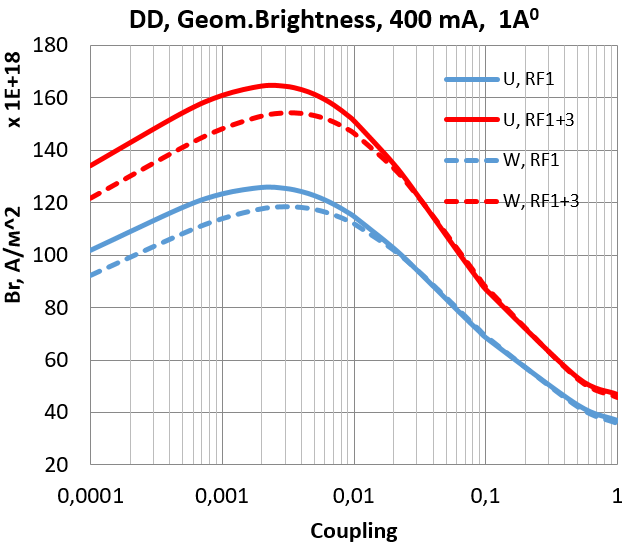 DD, Geom.Brightness, 400 mA,  1A⁰
x 1E+18
Br, А/м^2
180
160
140
120
100
80
60
40
20
U, RF1
U, RF1+3
W, RF1
W, RF1+3
0,0001
0,001
0,01
0,1
1
Coupling